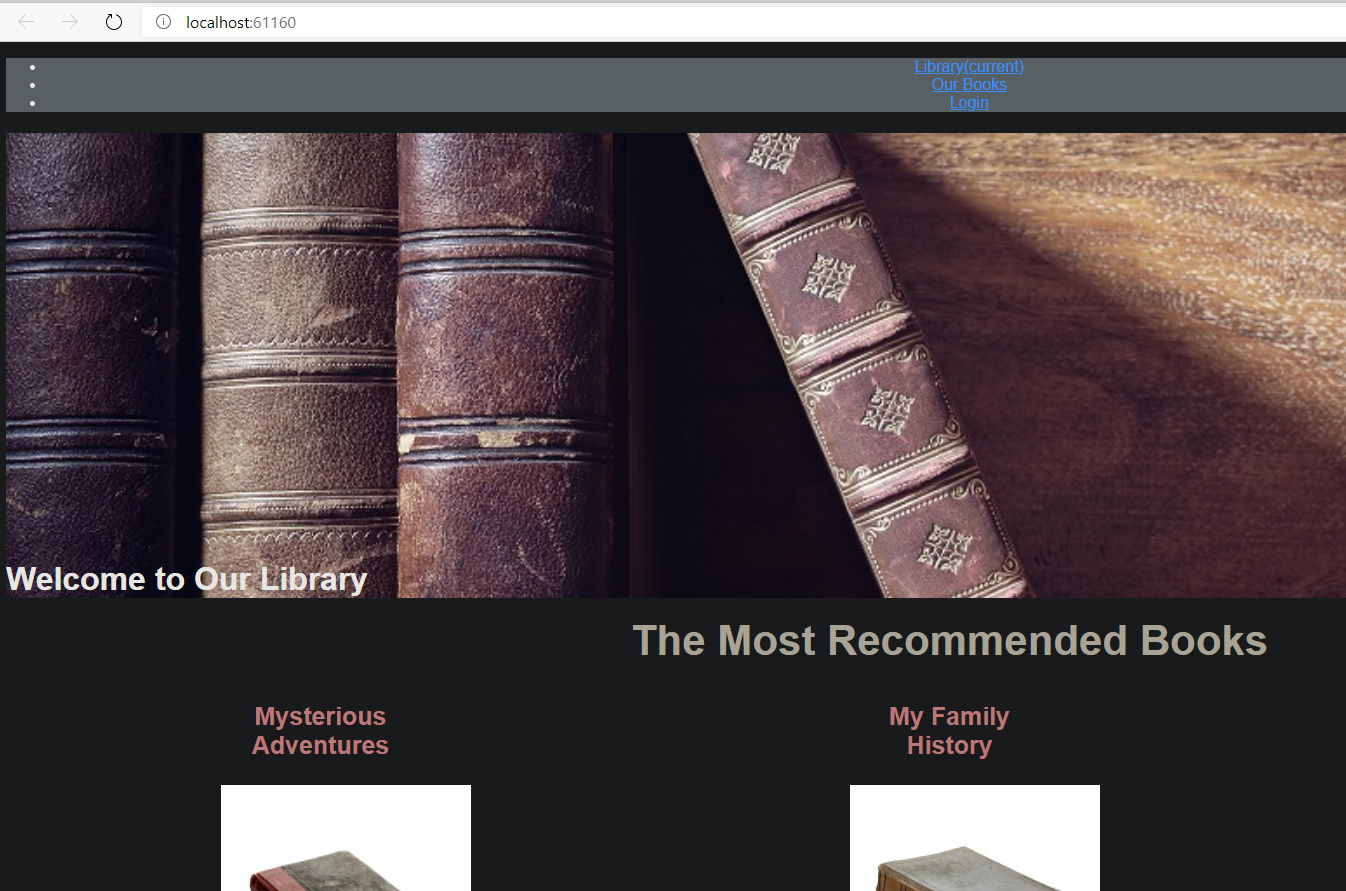 localhost:61160
Library(current)
Our Books
Login
Welcome to Our Library
The Most Recommended Books
Mysterious
Adventures
My Family
History